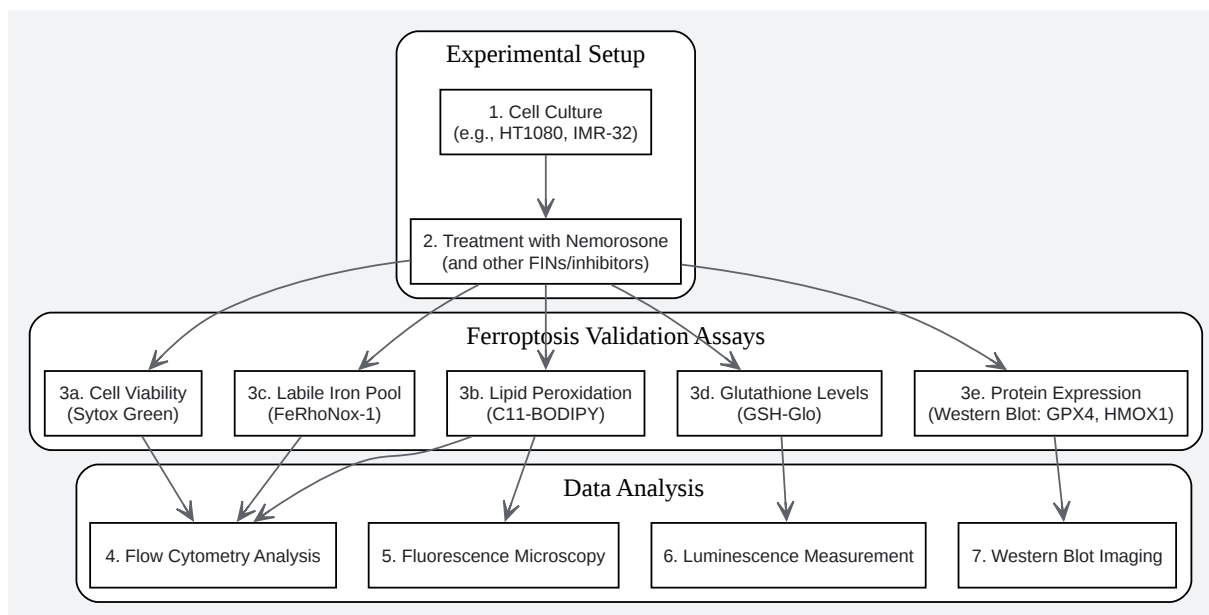 Experimental Setup
1. Cell Culture
(e.g., HT1080, IMR-32)
2. Treatment with Nemorosone
(and other FINs/inhibitors)
Ferroptosis Validation Assays
3a. Cell Viability
(Sytox Green)
3c. Labile Iron Pool
(FeRhoNox-1)
3b. Lipid Peroxidation
(C11-BODIPY)
3d. Glutathione Levels
(GSH-Glo)
3e. Protein Expression
(Western Blot: GPX4, HMOX1)
Data Analysis
4. Flow Cytometry Analysis
5. Fluorescence Microscopy
6. Luminescence Measurement
7. Western Blot Imaging